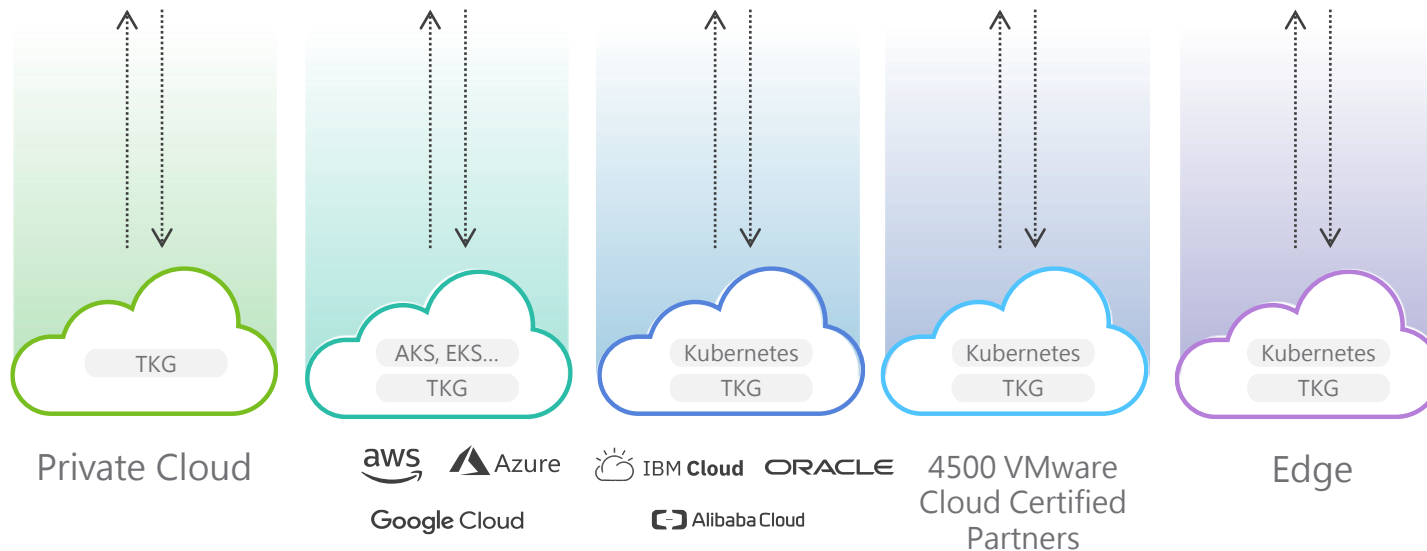 TKG
AKS, EKS...
TKG
Kubernetes
TKG
Kubernetes
TKG
Kubernetes
TKG
Private Cloud
aws
Azure
Google Cloud
IBM Cloud
ORACLE
Alibaba Cloud
4500 VMware
Cloud Certified
Partners
Edge